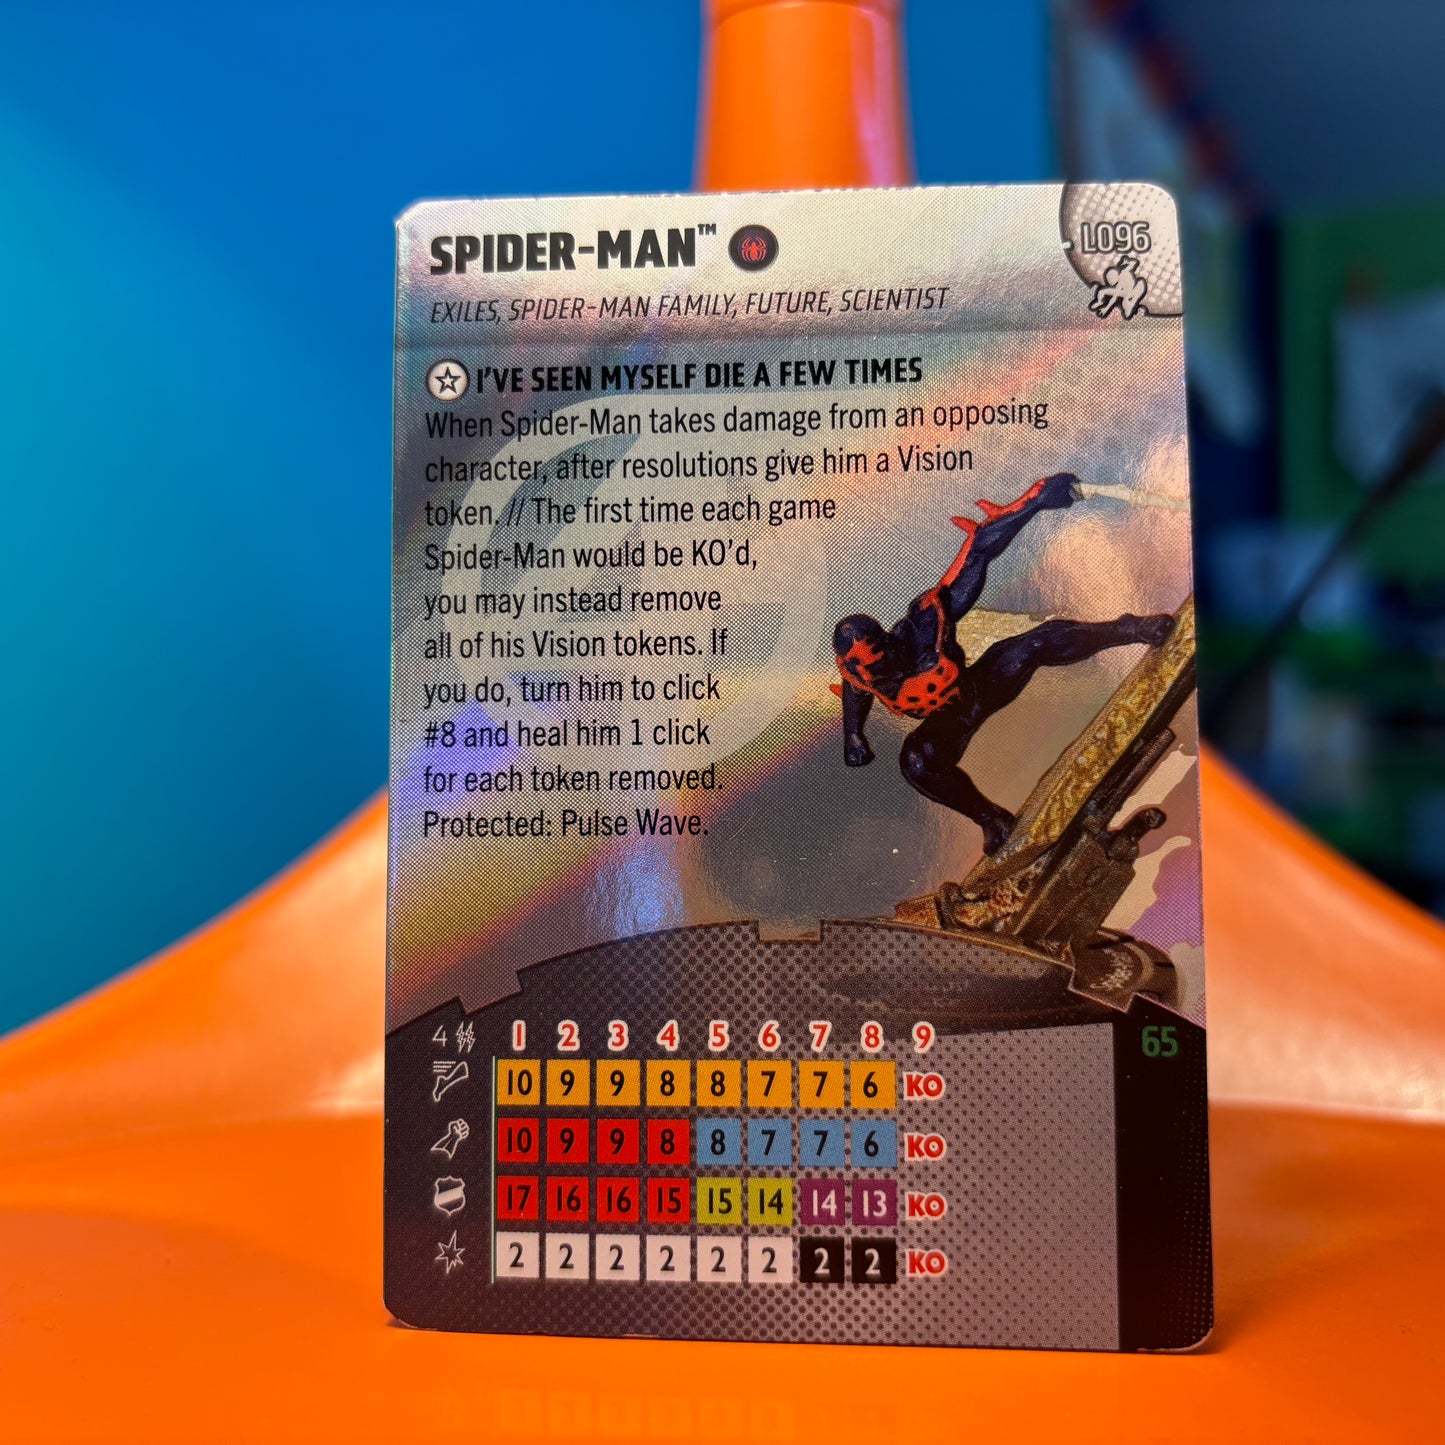 SPIDER-MAN™
L096
EXILES, SPIDER-MAN FAMILY, FUTURE, SCIENTIST
I'VE SEEN MYSELF DIE A FEW TIMES
When Spider-Man takes damage from an opposing
character, after resolutions give him a Vision
token. // The first time each game
Spider-Man would be KO'd,
you may instead remove
all of his Vision tokens. If
you do, turn him to click
#8 and heal him 1 click
for each token removed.
Protected: Pulse Wave.
4 1 2 3 4 5 6 7 8 9 65
10 9 9 8 8 7 7 6 KO
10 9 9 8 8 7 7 6 KO
17 16 16 15 15 14 14 13 KO
2 2 2 2 2 2 2 2 KO